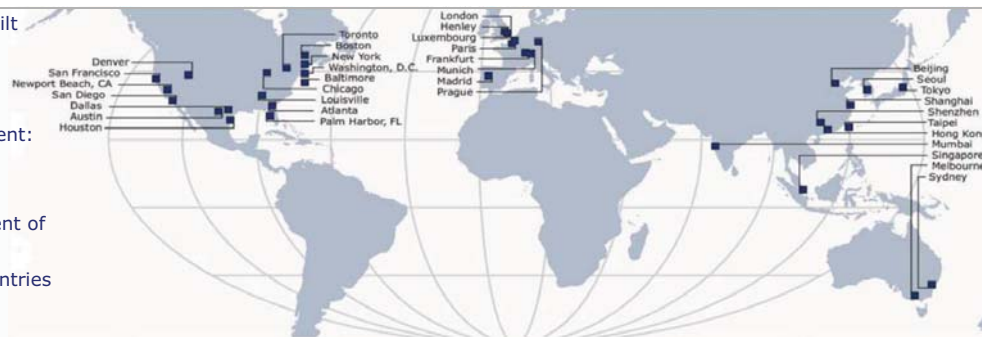 ilt
ent:
ent of
ntries
Denver
San Francisco
Newport Beach, CA
San Diego
Dallas
Austin
Houston
Toronto
Boston
New York
Washington, D.C.
Baltimore
Chicago
Louisville
Atlanta
Palm Harbor, FL
London
Henley
Luxembourg
Paris
Frankfurt
Munich
Madrid
Prague
Beijing
Seoul
Tokyo
Shanghai
Shenzhen
Taipei
Hong Kon
Mumbai
Singapore
Melbourne
Sydney